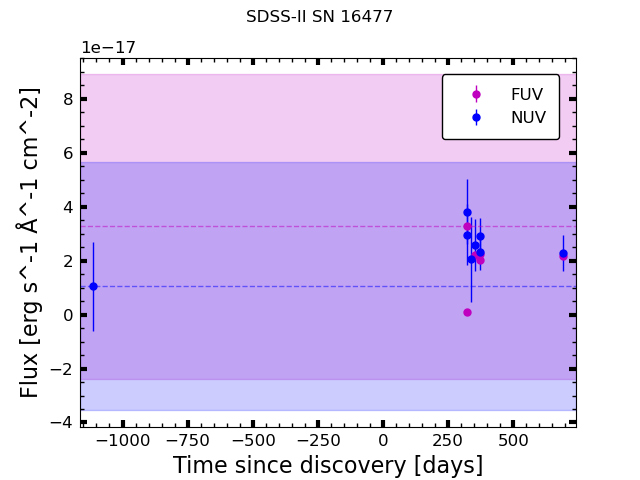 SDSS-II SN 16477
1e−17
FUV
NUV
8
6
4
2
0
−2
−4
Flux [erg s^-1 Å^-1 cm^-2]
−1000 −750 −500 −250 0 250 500
Time since discovery [days]